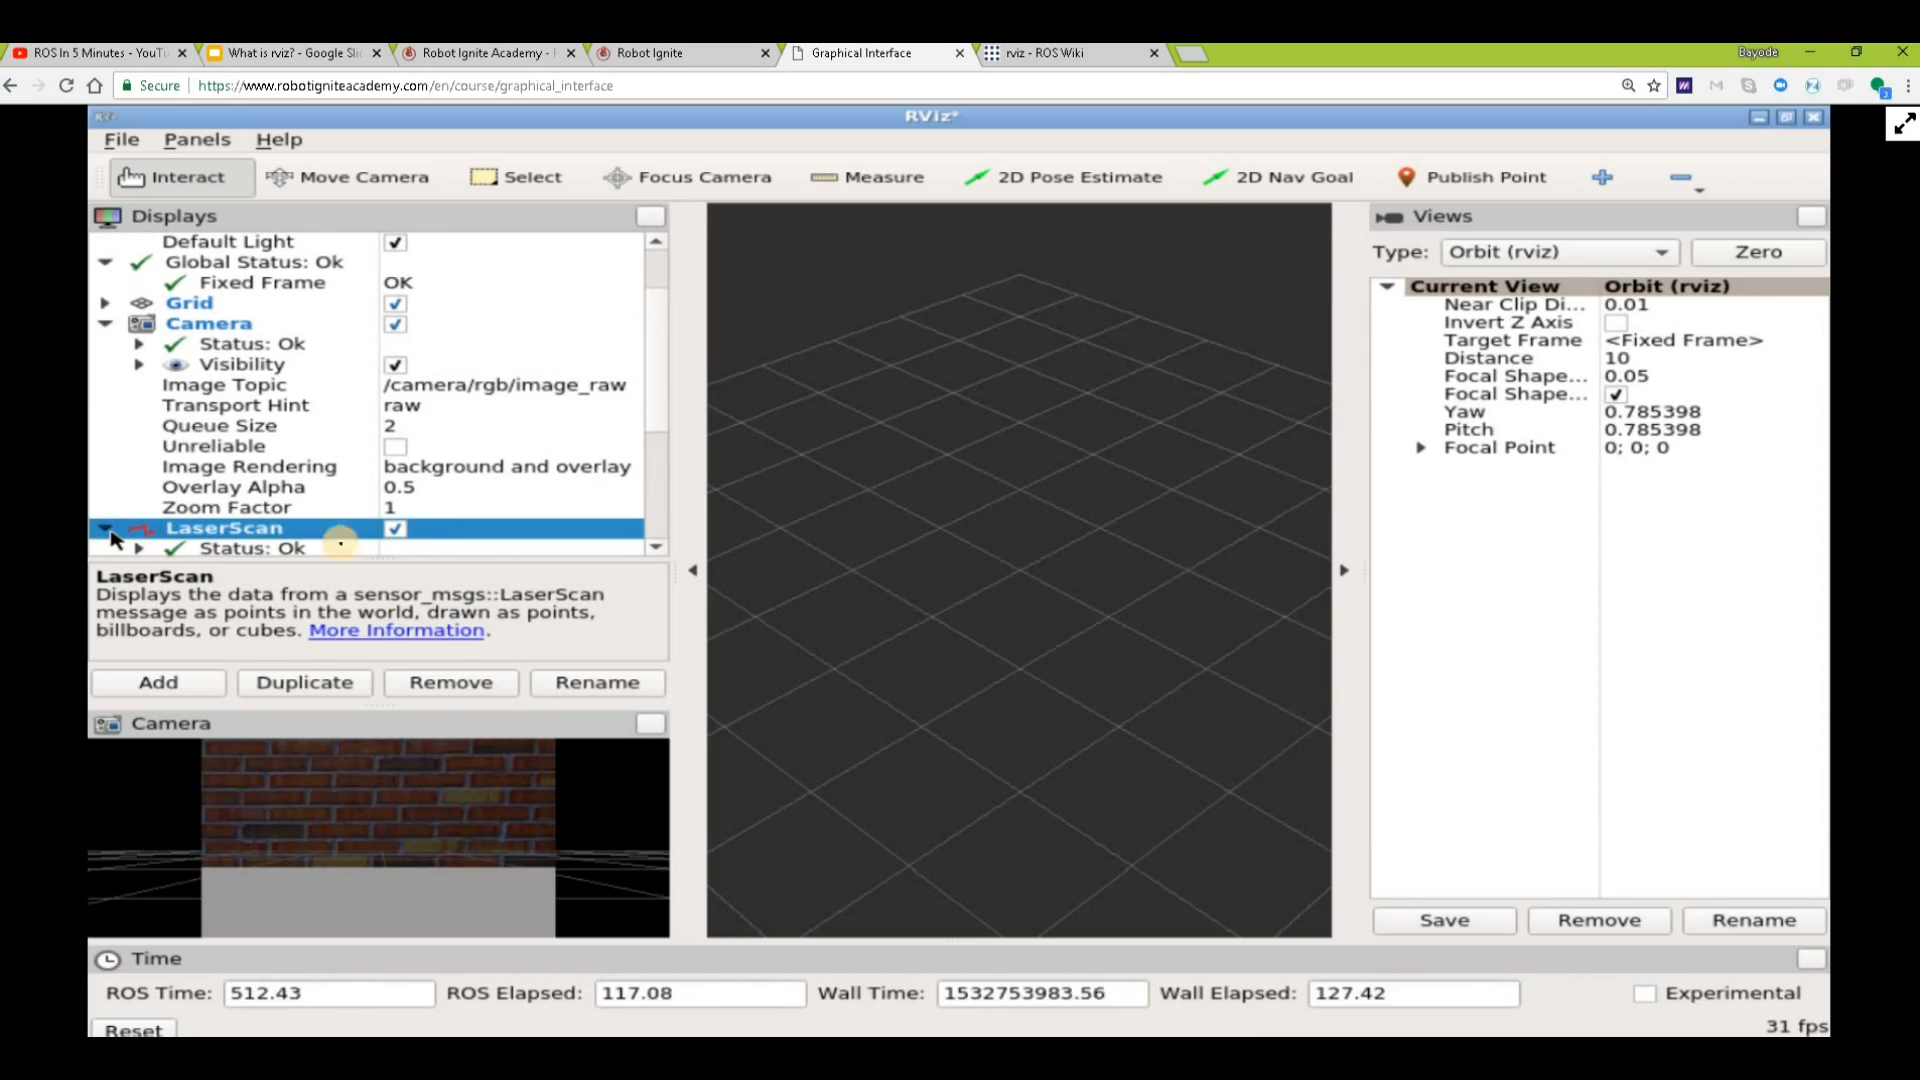 ROS In 5 Minutes - YouTu
What is rviz? - Google Sli
Robot Ignite Academy -
Robot Ignite
Graphical Interface
rviz - ROS Wiki
Bayode
Secure
https://www.robotigniteacademy.com/en/course/graphical_interface
RViz*
File Panels Help
Interact Move Camera Select Focus Camera Measure 2D Pose Estimate 2D Nav Goal Publish Point
Displays
Default Light
Global Status: Ok
Fixed Frame OK
Grid
Camera
Status: Ok
Visibility
Image Topic /camera/rgb/image_raw
Transport Hint raw
Queue Size 2
Unreliable
Image Rendering background and overlay
Overlay Alpha 0.5
Zoom Factor 1
LaserScan
Status: Ok
LaserScan
Displays the data from a sensor_msgs::LaserScan
message as points in the world, drawn as points,
billboards, or cubes. More Information.
Add Duplicate Remove Rename
Camera
Views
Type: Orbit (rviz) Zero
Current View Orbit (rviz)
Near Clip Di... 0.01
Invert Z Axis
Target Frame <Fixed Frame>
Distance 10
Focal Shape... 0.05
Focal Shape...
Yaw 0.785398
Pitch 0.785398
Focal Point 0; 0; 0
Save Remove Rename
Time
ROS Time: 512.43 ROS Elapsed: 117.08 Wall Time: 1532753983.56 Wall Elapsed: 127.42 Experimental
Reset 31 fps